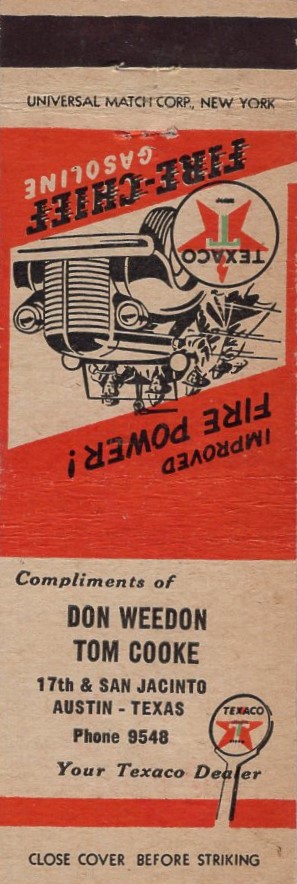 UNIVERSAL MATCH CORP., NEW YORK
IMPROVED
FIRE POWER!
TEXACO
T
FIRE-CHIEF
GASOLINE
Compliments of
DON WEEDON
TOM COOKE
17th & SAN JACINTO
AUSTIN - TEXAS
Phone 9548
TEXACO
T
Your Texaco Dealer
CLOSE COVER BEFORE STRIKING